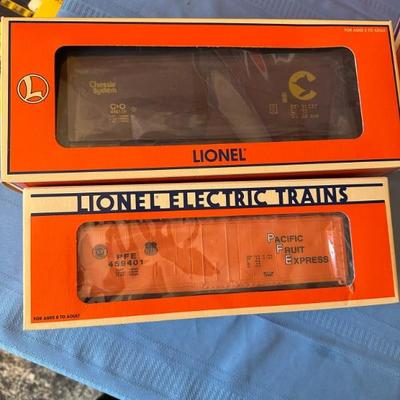 FOR AGES 8 TO ADULT
L
Chessie
System
C&O
LIONEL
LIONEL ELECTRIC TRAINS
PFE
459401
PACIFIC
FRUIT
EXPRESS
FOR AGES 8 TO ADULT